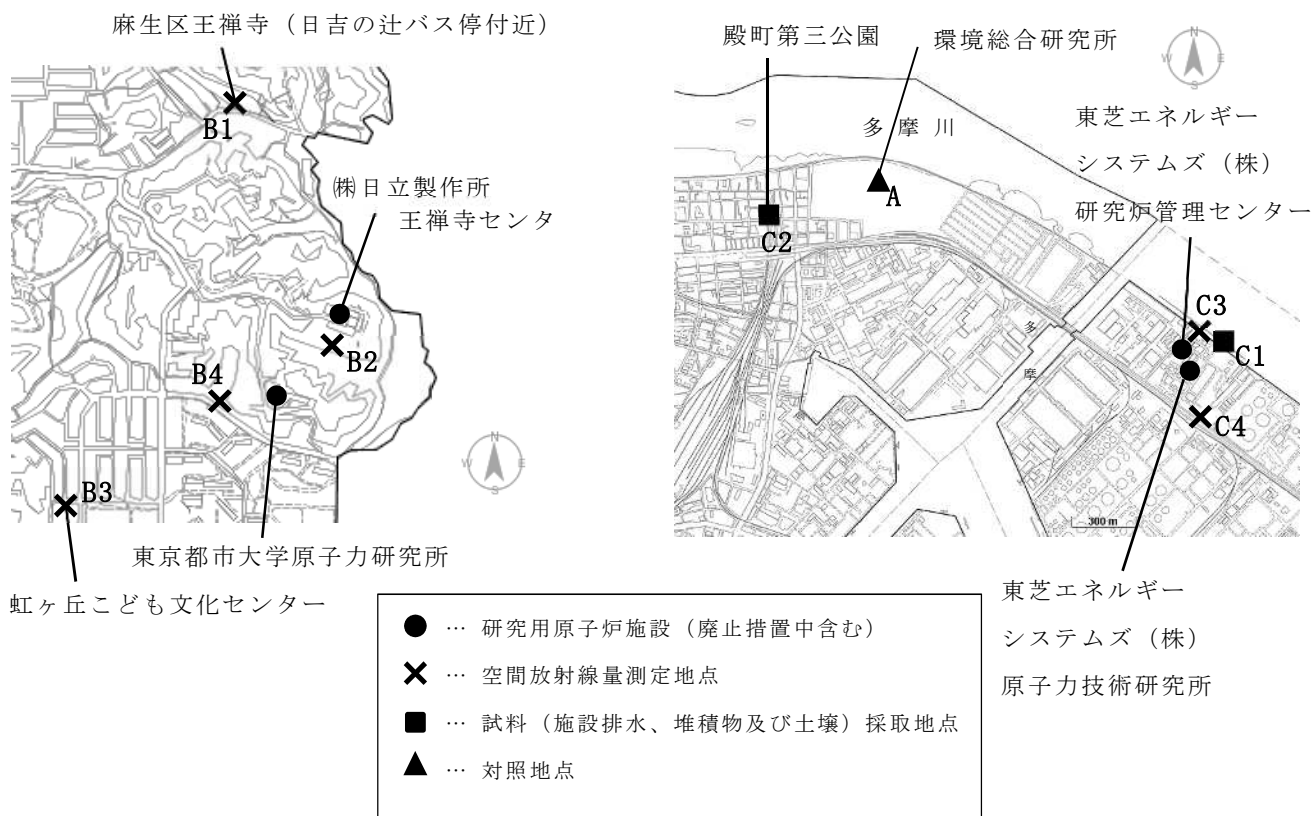 麻生区王禅寺（日吉の辻バス停付近）
B1
㈱日立製作所
王禅寺センタ
B2
B4
B3
N
W E
S
東京都市大学原子力研究所
虹ヶ丘こども文化センター
殿町第三公園
環境総合研究所
N
W E
S
東芝エネルギー
システムズ（株）
研究炉管理センター
多摩川
A
C2
C3
C1
C4
多
摩
300 m
東芝エネルギー
システムズ（株）
原子力技術研究所
● … 研究用原子炉施設（廃止措置中含む）
× … 空間放射線量測定地点
■ … 試料（施設排水、堆積物及び土壌）採取地点
▲ … 対照地点